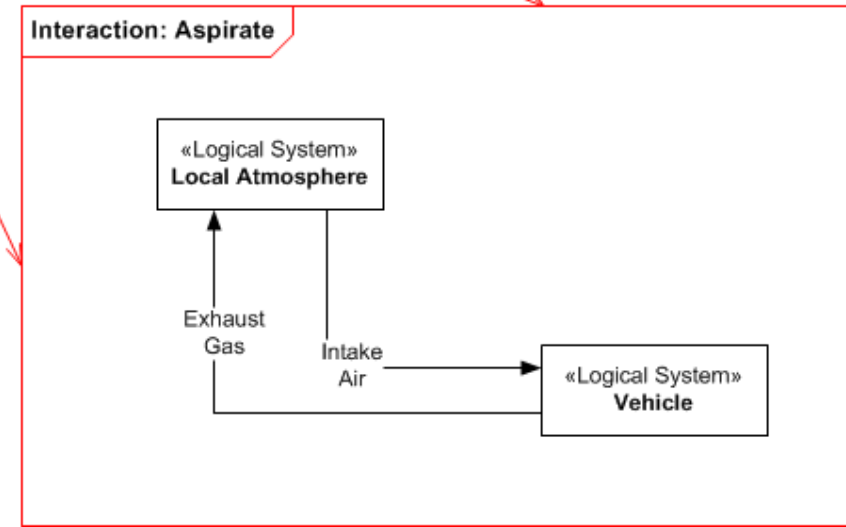 Interaction: Aspirate
«Logical System»
Local Atmosphere
Exhaust
Gas
Intake
Air
«Logical System»
Vehicle